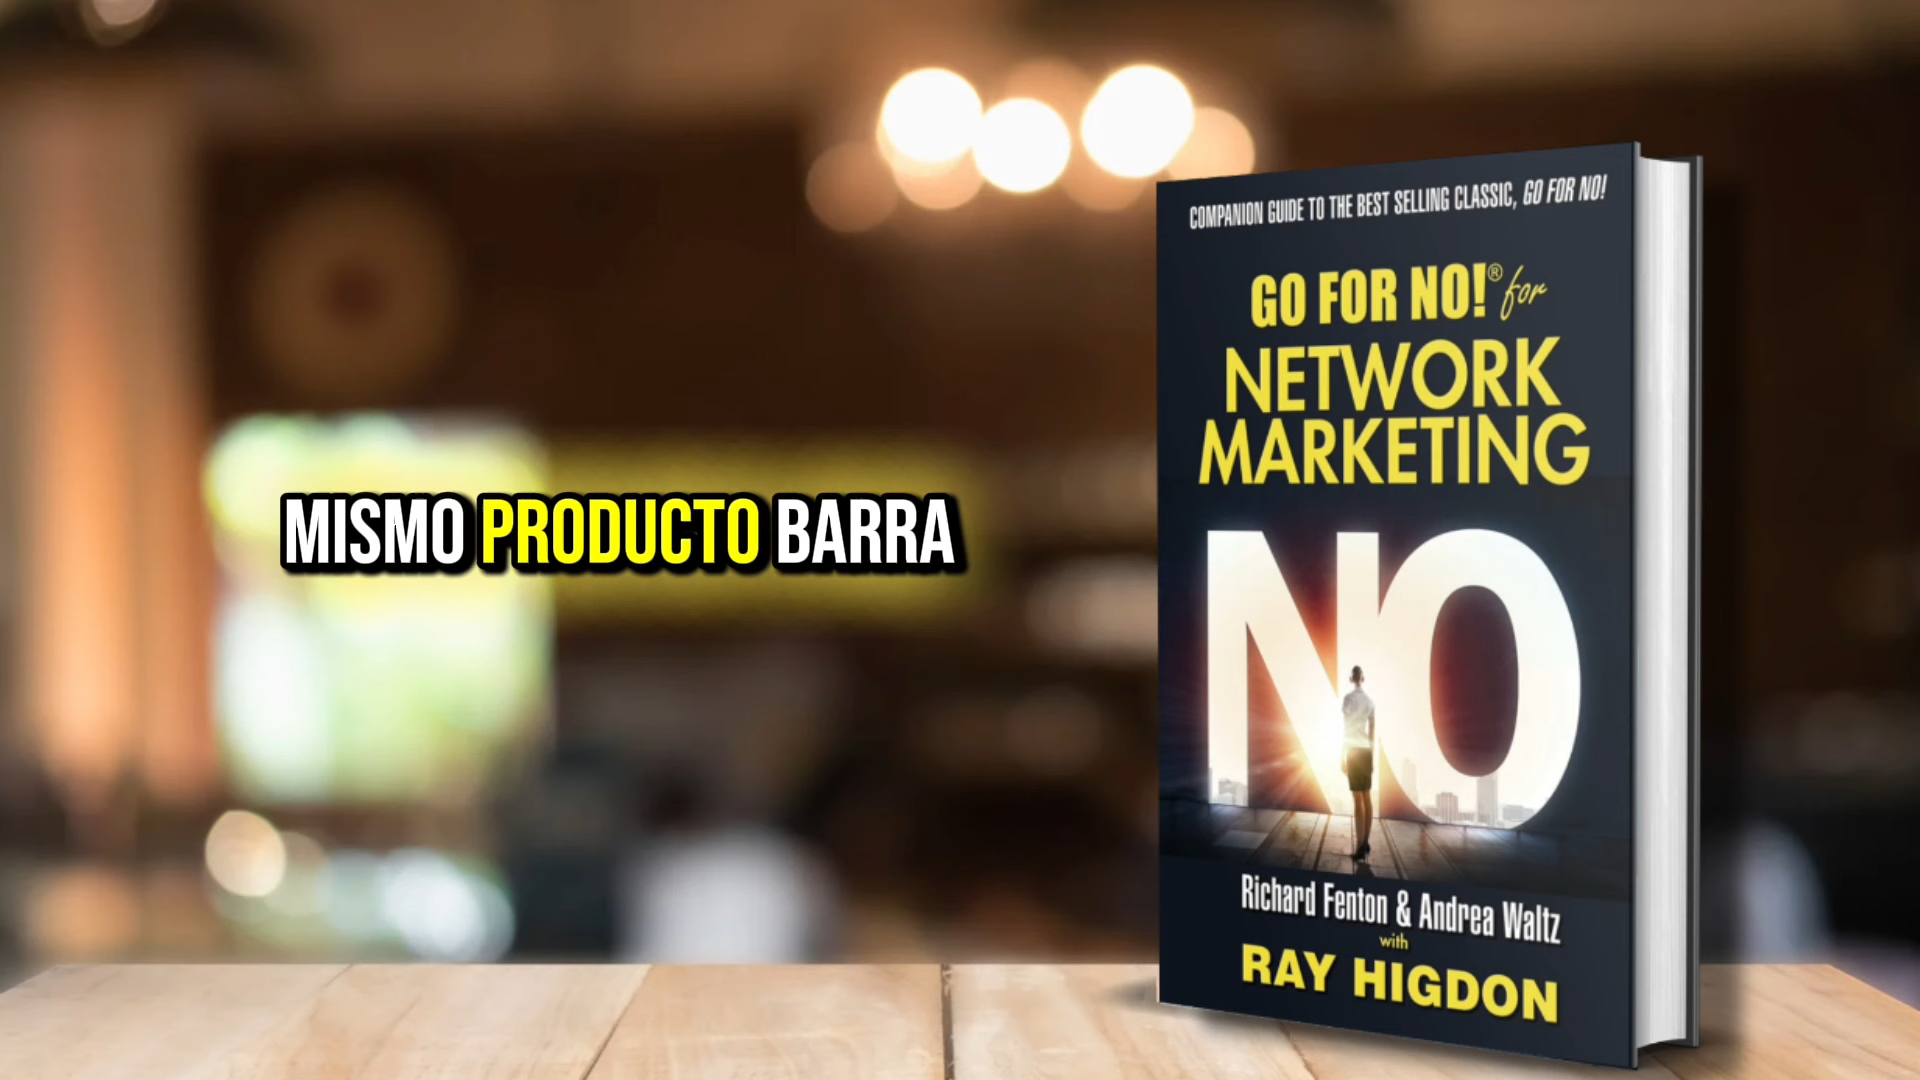 MISMO PRODUCTO BARRA
COMPANION GUIDE TO THE BEST SELLING CLASSIC, GO FOR NO!
GO FOR NO!® for
NETWORK
MARKETING
NO
Richard Fenton & Andrea Waltz
with
RAY HIGDON